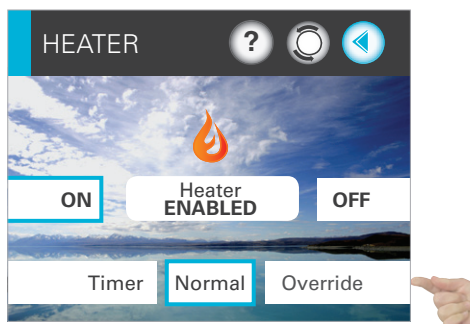 HEATER ?
ON Heater ENABLED OFF
Timer Normal Override